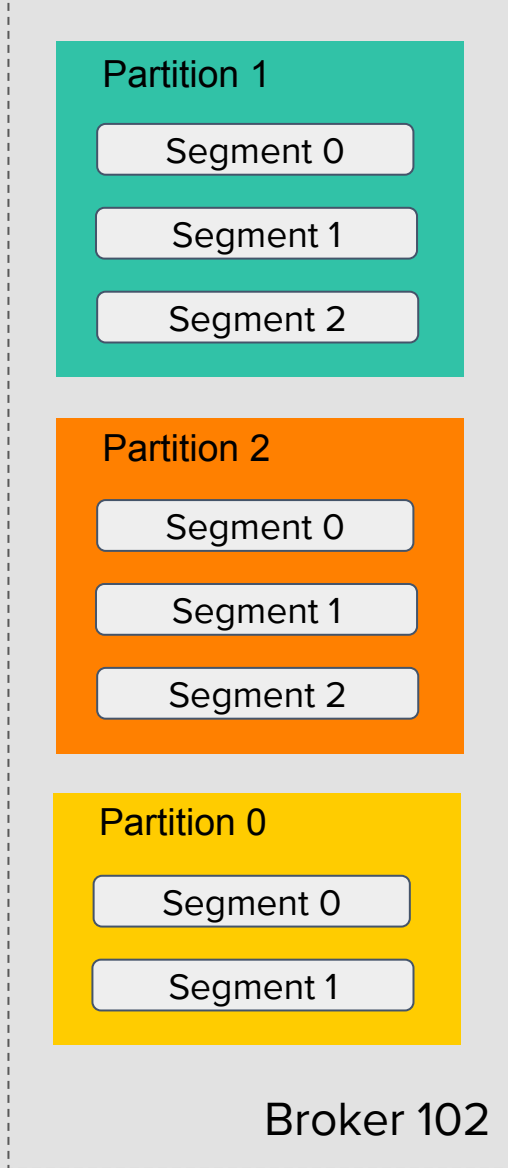 Partition 1
Segment 0
Segment 1
Segment 2
Partition 2
Segment 0
Segment 1
Segment 2
Partition 0
Segment 0
Segment 1
Broker 102